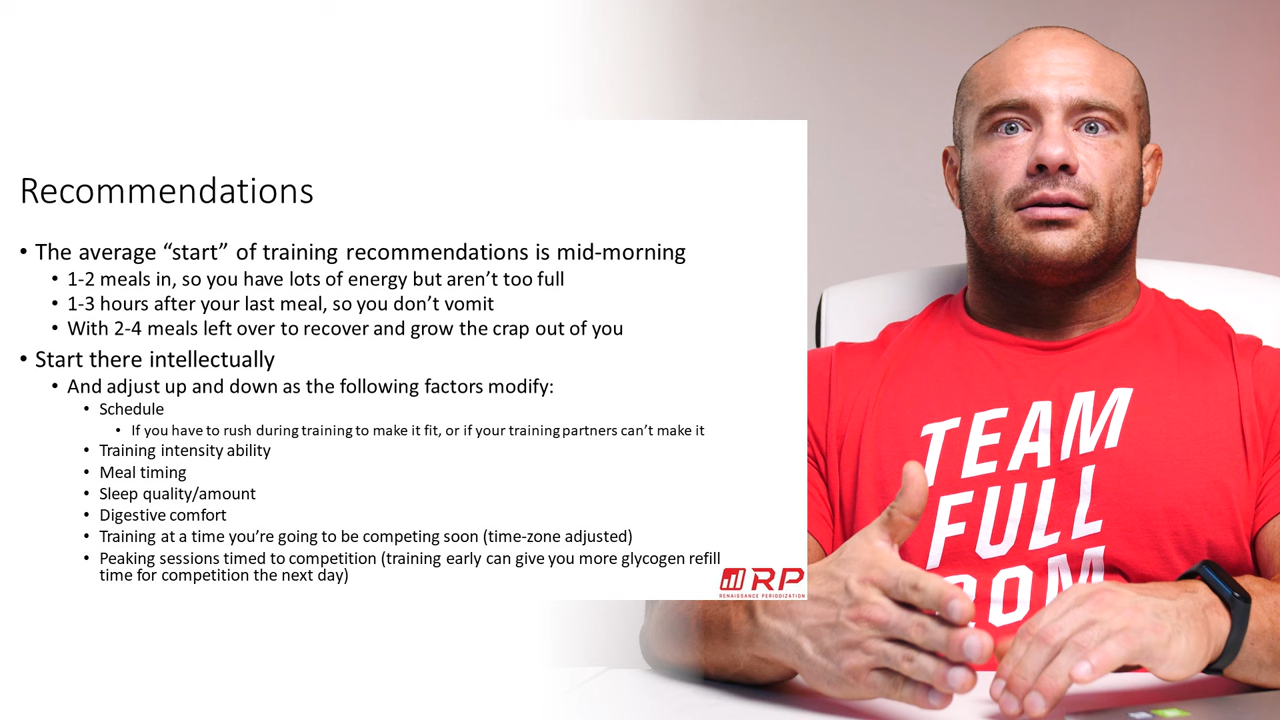 Recommendations
• The average “start” of training recommendations is mid-morning
• 1-2 meals in, so you have lots of energy but aren’t too full
• 1-3 hours after your last meal, so you don’t vomit
• With 2-4 meals left over to recover and grow the crap out of you
• Start there intellectually
• And adjust up and down as the following factors modify:
• Schedule
• If you have to rush during training to make it fit, or if your training partners can’t make it
• Training intensity ability
• Meal timing
• Sleep quality/amount
• Digestive comfort
• Training at a time you’re going to be competing soon (time-zone adjusted)
• Peaking sessions timed to competition (training early can give you more glycogen refill
time for competition the next day)
RP
RENAISSANCE PERIODIZATION
TEAM
FULL
ROM